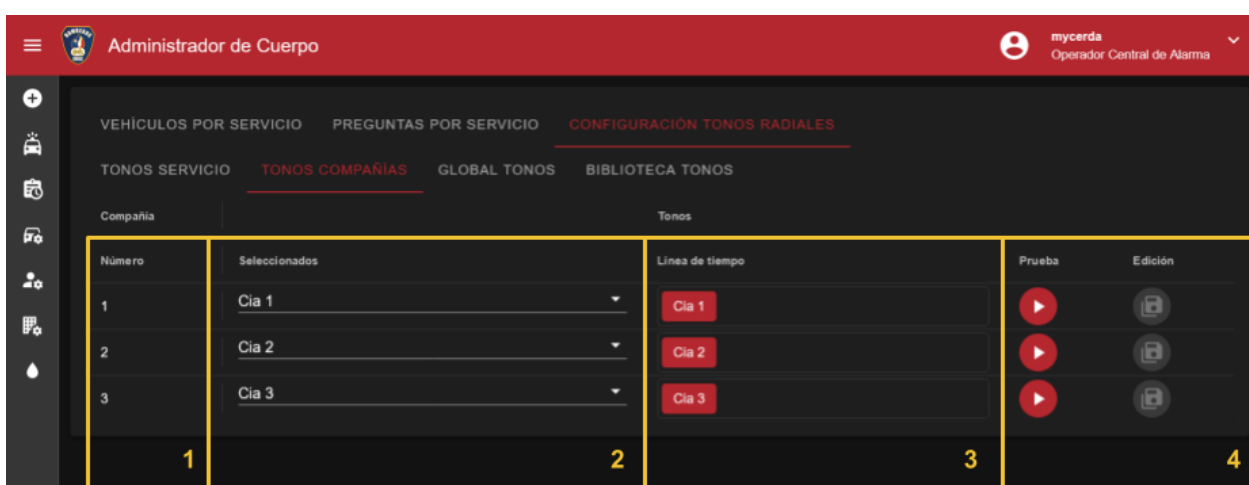 Administrador de Cuerpo
mycerda
Operador Central de Alarma
VEHÍCULOS POR SERVICIO PREGUNTAS POR SERVICIO CONFIGURACIÓN TONOS RADIALES
TONOS SERVICIO TONOS COMPAÑÍAS GLOBAL TONOS BIBLIOTECA TONOS
Compañía Tonos
Número Seleccionados Línea de tiempo Prueba Edición
1 Cia 1 Cia 1
2 Cia 2 Cia 2
3 Cia 3 Cia 3
1 2 3 4